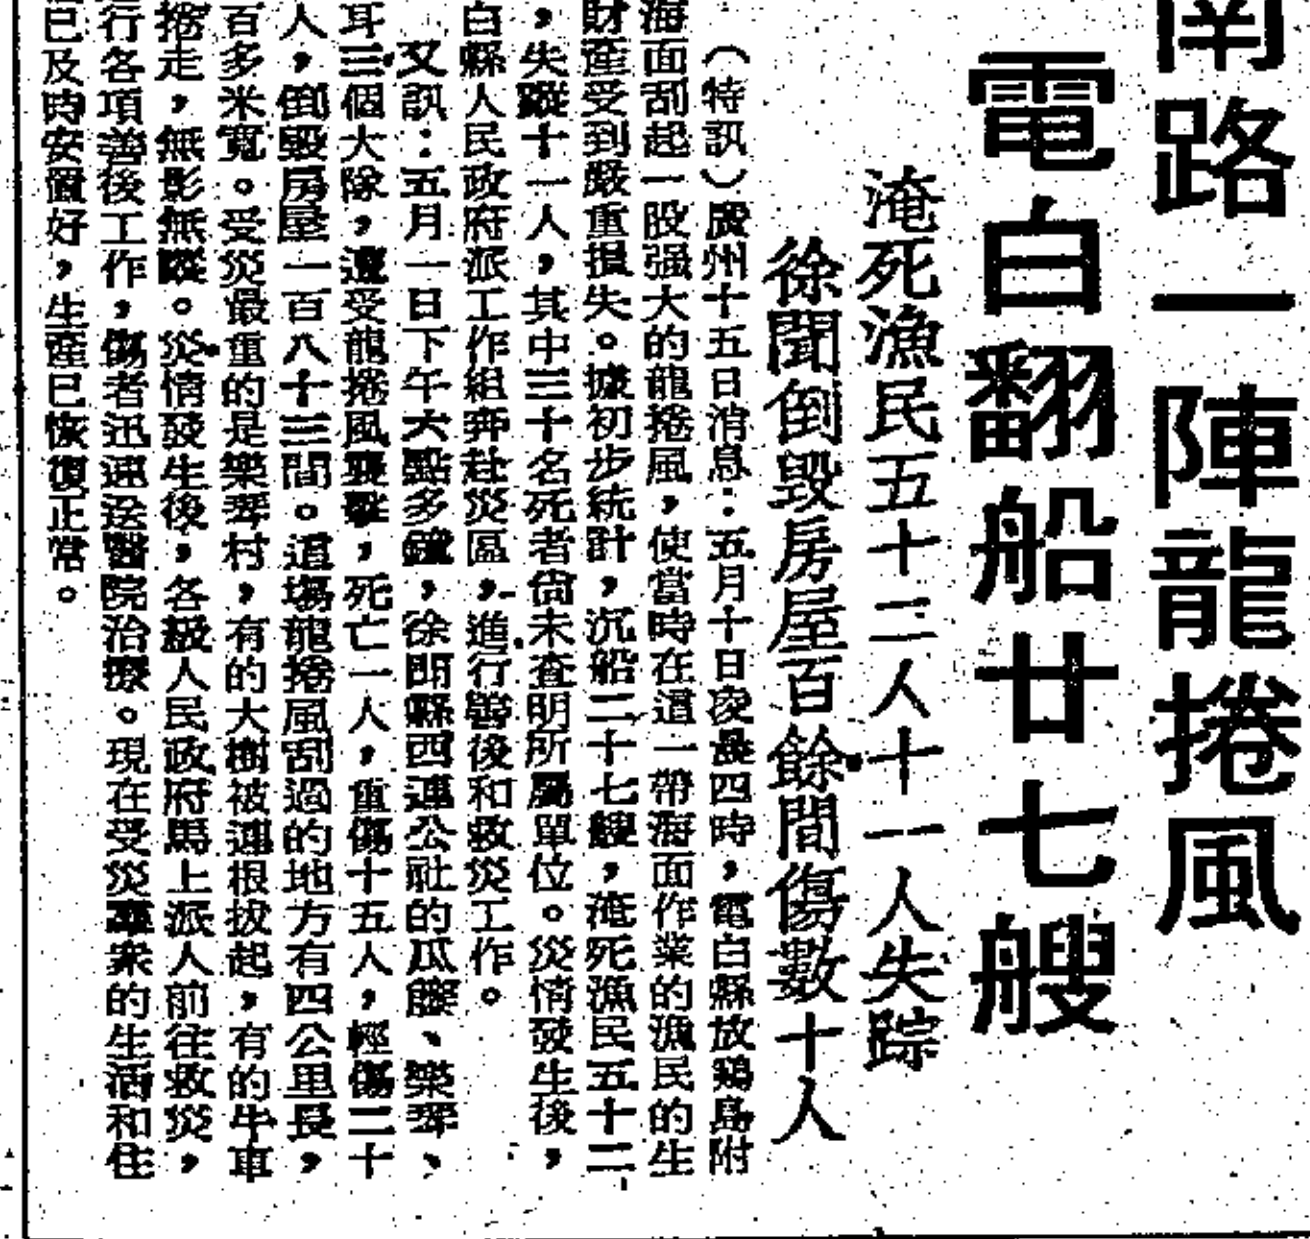 南路一陣龍捲風
電白翻船廿七艘
淹死漁民五十二人十一人失踪
徐聞倒毀房屋百餘間傷數十人
（特訊）廣州十五日消息：五月十日凌晨四時，電白縣放鷄島附
海面刮起一股强大的龍捲風，使當時在這一帶海面作業的漁民的生
財產受到嚴重損失。據初步統計，沉船二十七艘，淹死漁民五十二
，失蹤十一人，其中三十名死者尙未查明所屬單位。災情發生後，
白縣人民政府派工作組奔赴災區，進行善後和救災工作。
又訊：五月一日下午六點多鐘，徐聞縣西連公社的瓜藤、樂琴、
耳三個大隊，遭受龍捲風襲擊，死亡一人，重傷十五人，輕傷二十
人，倒毀房屋一百八十三間。這塲龍捲風刮過的地方有四公里長，
百多米寬。受災最重的是樂琴村，有的大樹被連根拔起，有的牛車
捲走，無影無蹤。災情發生後，各級人民政府馬上派人前往救災，
行各項善後工作，傷者迅速送醫院治療。現在受災羣衆的生活和住
已及時安置好，生產已恢復正常。